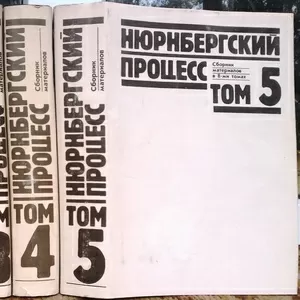 НЮРНБЕРГСКИЙ
ПРОЦЕСС
Сборник
материалов
ТОМ 4
НЮРНБЕРГСКИЙ
ПРОЦЕСС
Сборник
материалов
ТОМ 5
НЮРНБЕРГСКИЙ
ПРОЦЕСС
Сборник
материалов
в 8-ми томах
ТОМ 5